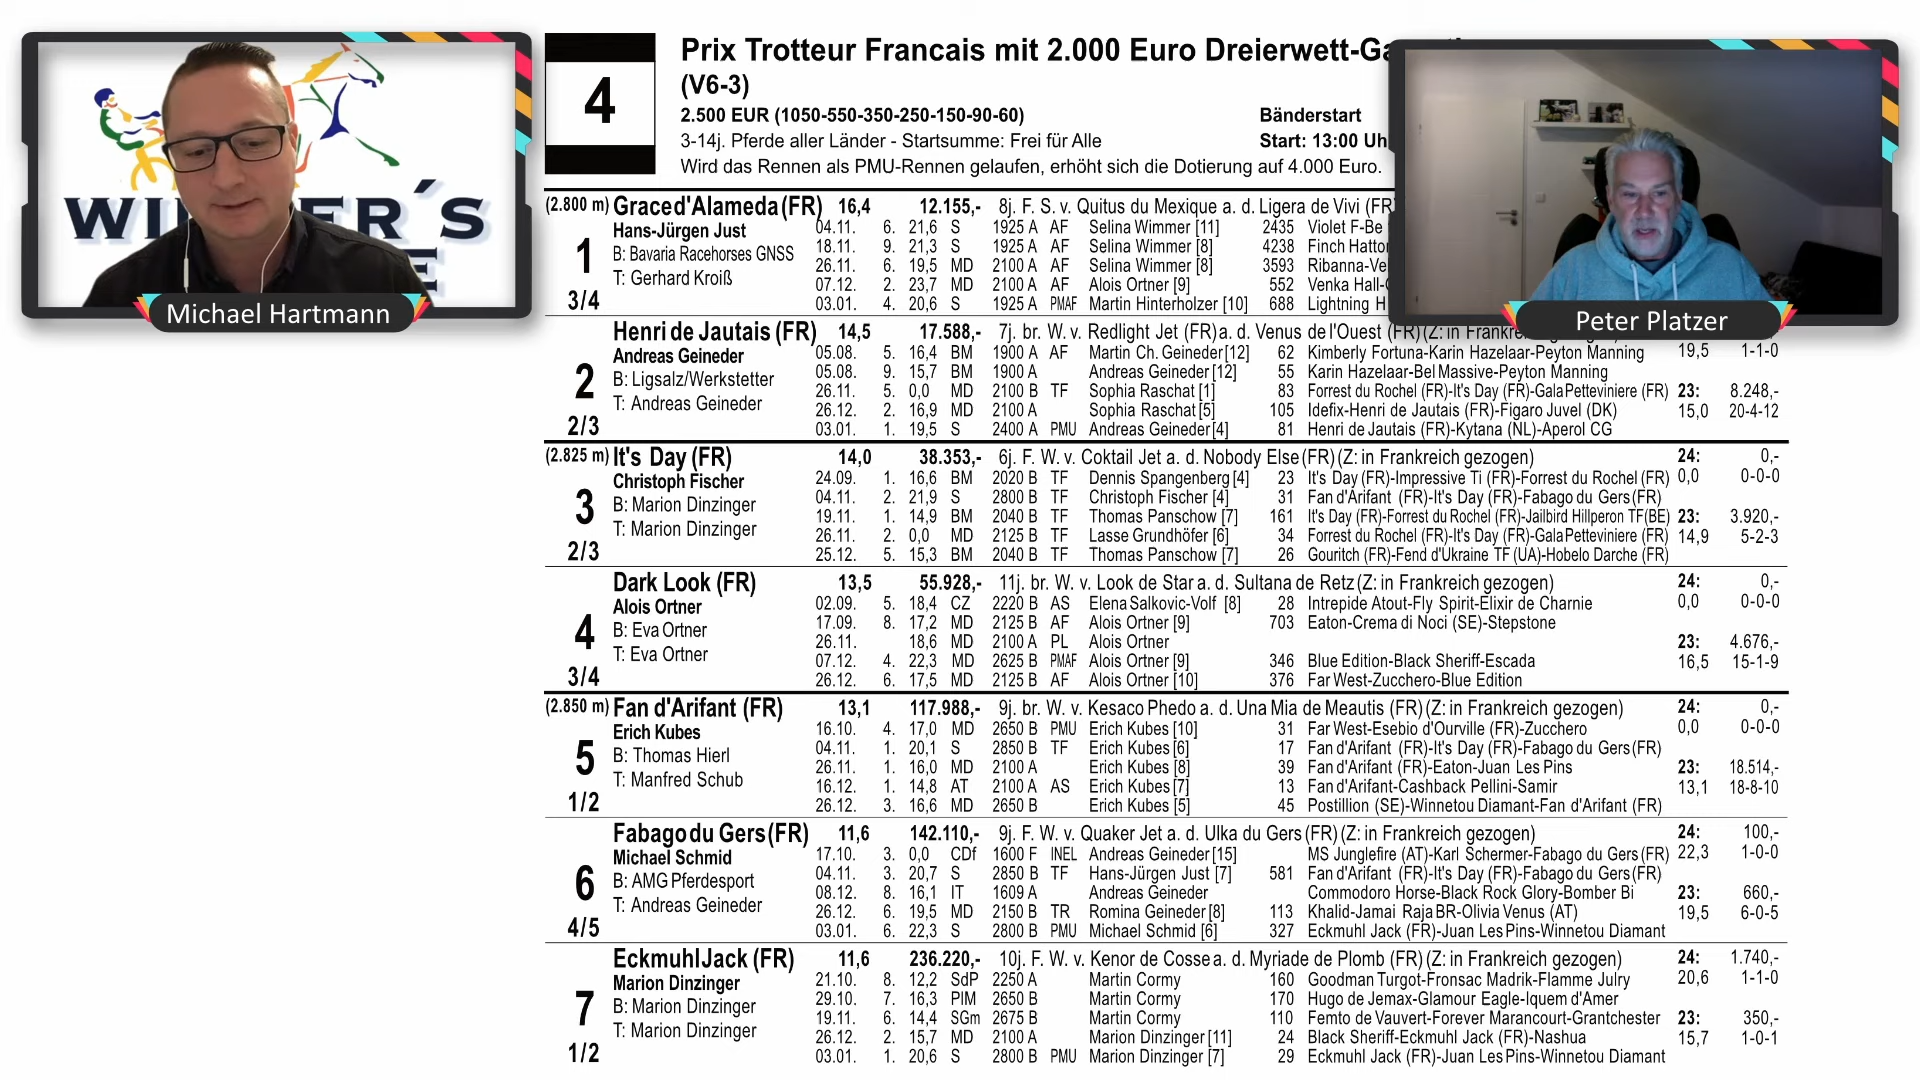 4
Prix Trotteur Francais mit 2.000 Euro Dreierwett-Ga
(V6-3)
2.500 EUR (1050-550-350-250-150-90-60) Bänderstart
3-14j. Pferde aller Länder - Startsumme: Frei für Alle Start: 13:00 Uh
Wird das Rennen als PMU-Rennen gelaufen, erhöht sich die Dotierung auf 4.000 Euro.
Michael Hartmann
Peter Platzer
(2.800 m) Graced'Alameda (FR) 16,4 12.155,- 8j. F. S. v. Quitus du Mexique a. d. Ligera de Vivi (FR
Hans-Jürgen Just 04.11. 6. 21,6 S 1925 A AF Selina Wimmer [11] 2435 Violet F-Be
1 B: Bavaria Racehorses GNSS 18.11. 9. 21,3 S 1925 A AF Selina Wimmer [8] 4238 Finch Hatto
T: Gerhard Kroiß 26.11. 6. 19,5 MD 2100 A AF Selina Wimmer [8] 3593 Ribanna-Ve
07.12. 2. 23,7 MD 2100 A AF Alois Ortner [9] 552 Venka Hall-
3/4 03.01. 4. 20,6 S 1925 A PMAF Martin Hinterholzer [10] 688 Lightning H
Henri de Jautais (FR) 14,5 17.588,- 7j. br. W. v. Redlight Jet (FR) a. d. Venus de l'Ouest (FR) (Z: in Frankre
Andreas Geineder 05.08. 5. 16,4 BM 1900 A AF Martin Ch. Geineder [12] 62 Kimberly Fortuna-Karin Hazelaar-Peyton Manning 19,5 1-1-0
2 B: Ligsalz/Werkstetter 05.08. 9. 15,7 BM 1900 A Andreas Geineder [12] 55 Karin Hazelaar-Bel Massive-Peyton Manning
T: Andreas Geineder 26.11. 5. 0,0 MD 2100 B TF Sophia Raschat [1] 83 Forrest du Rochel (FR)-It's Day (FR)-Gala Petteviniere (FR) 23: 8.248,-
26.12. 2. 16,9 MD 2100 A Sophia Raschat [5] 105 Idefix-Henri de Jautais (FR)-Figaro Juvel (DK) 15,0 20-4-12
2/3 03.01. 1. 19,5 S 2400 A PMU Andreas Geineder [4] 81 Henri de Jautais (FR)-Kytana (NL)-Aperol CG
(2.825 m) It's Day (FR) 14,0 38.353,- 6j. F. W. v. Coktail Jet a. d. Nobody Else (FR) (Z: in Frankreich gezogen) 24: 0,-
Christoph Fischer 24.09. 1. 16,6 BM 2020 B TF Dennis Spangenberg [4] 23 It's Day (FR)-Impressive Ti (FR)-Forrest du Rochel (FR) 0,0 0-0-0
3 B: Marion Dinzinger 04.11. 2. 21,9 S 2800 B TF Christoph Fischer [4] 31 Fan d'Arifant (FR)-It's Day (FR)-Fabago du Gers (FR)
T: Marion Dinzinger 19.11. 1. 14,9 BM 2040 B TF Thomas Panschow [7] 161 It's Day (FR)-Forrest du Rochel (FR)-Jailbird Hillperon TF (BE) 23: 3.920,-
26.11. 2. 0,0 MD 2125 B TF Lasse Grundhöfer [6] 34 Forrest du Rochel (FR)-It's Day (FR)-Gala Petteviniere (FR) 14,9 5-2-3
2/3 25.12. 5. 15,3 BM 2040 B TF Thomas Panschow [7] 26 Gouritch (FR)-Fend d'Ukraine TF (UA)-Hobelo Darche (FR)
Dark Look (FR) 13,5 55.928,- 11j. br. W. v. Look de Star a. d. Sultana de Retz (Z: in Frankreich gezogen) 24: 0,-
Alois Ortner 02.09. 5. 18,4 CZ 2220 B AS Elena Salkovic-Volf [8] 28 Intrepide Atout-Fly Spirit-Elixir de Charnie 0,0 0-0-0
4 B: Eva Ortner 17.09. 8. 17,2 MD 2125 B AF Alois Ortner [9] 703 Eaton-Crema di Noci (SE)-Stepstone
T: Eva Ortner 26.11. 18,6 MD 2100 A PL Alois Ortner 23: 4.676,-
07.12. 4. 22,3 MD 2625 B PMAF Alois Ortner [9] 346 Blue Edition-Black Sheriff-Escada 16,5 15-1-9
3/4 26.12. 6. 17,5 MD 2125 B AF Alois Ortner [10] 376 Far West-Zucchero-Blue Edition
(2.850 m) Fan d'Arifant (FR) 13,1 117.988,- 9j. br. W. v. Kesaco Phedo a. d. Una Mia de Meautis (FR) (Z: in Frankreich gezogen) 24: 0,-
Erich Kubes 16.10. 4. 17,0 MD 2650 B PMU Erich Kubes [10] 31 Far West-Esebio d'Ourville (FR)-Zucchero 0,0 0-0-0
5 B: Thomas Hierl 04.11. 1. 20,1 S 2850 B TF Erich Kubes [6] 17 Fan d'Arifant (FR)-It's Day (FR)-Fabago du Gers (FR)
T: Manfred Schub 26.11. 1. 16,0 MD 2100 A Erich Kubes [8] 39 Fan d'Arifant (FR)-Eaton-Juan Les Pins 23: 18.514,-
16.12. 1. 14,8 AT 2100 A AS Erich Kubes [7] 13 Fan d'Arifant-Cashback Pellini-Samir 13,1 18-8-10
1/2 26.12. 3. 16,6 MD 2650 B Erich Kubes [5] 45 Postillion (SE)-Winnetou Diamant-Fan d'Arifant (FR)
Fabago du Gers (FR) 11,6 142.110,- 9j. F. W. v. Quaker Jet a. d. Ulka du Gers (FR) (Z: in Frankreich gezogen) 24: 100,-
Michael Schmid 17.10. 3. 0,0 CDf 1600 F INEL Andreas Geineder [15] MS Junglefire (AT)-Karl Schermer-Fabago du Gers (FR) 22,3 1-0-0
6 B: AMG Pferdesport 04.11. 3. 20,7 S 2850 B TF Hans-Jürgen Just [7] 581 Fan d'Arifant (FR)-It's Day (FR)-Fabago du Gers (FR)
T: Andreas Geineder 08.12. 8. 16,1 IT 1609 A Andreas Geineder Commodoro Horse-Black Rock Glory-Bomber Bi 23: 660,-
26.12. 6. 19,5 MD 2150 B TR Romina Geineder [8] 113 Khalid-Jamai Raja BR-Olivia Venus (AT) 19,5 6-0-5
4/5 03.01. 6. 22,3 S 2800 B PMU Michael Schmid [6] 327 Eckmuhl Jack (FR)-Juan Les Pins-Winnetou Diamant
Eckmuhl Jack (FR) 11,6 236.220,- 10j. F. W. v. Kenor de Cosse a. d. Myriade de Plomb (FR) (Z: in Frankreich gezogen) 24: 1.740,-
Marion Dinzinger 21.10. 8. 12,2 SdP 2250 A Martin Cormy 160 Goodman Turgot-Fronsac Madrik-Flamme Julry 20,6 1-1-0
7 B: Marion Dinzinger 29.10. 7. 16,3 PIM 2650 B Martin Cormy 170 Hugo de Jemax-Glamour Eagle-Iquem d'Amer
T: Marion Dinzinger 19.11. 6. 14,4 SGm 2675 B Martin Cormy 110 Femto de Vauvert-Forever Marancourt-Grantchester 23: 350,-
26.12. 2. 15,7 MD 2100 A Marion Dinzinger [11] 24 Black Sheriff-Eckmuhl Jack (FR)-Nashua 15,7 1-0-1
1/2 03.01. 1. 20,6 S 2800 B PMU Marion Dinzinger [7] 29 Eckmuhl Jack (FR)-Juan Les Pins-Winnetou Diamant